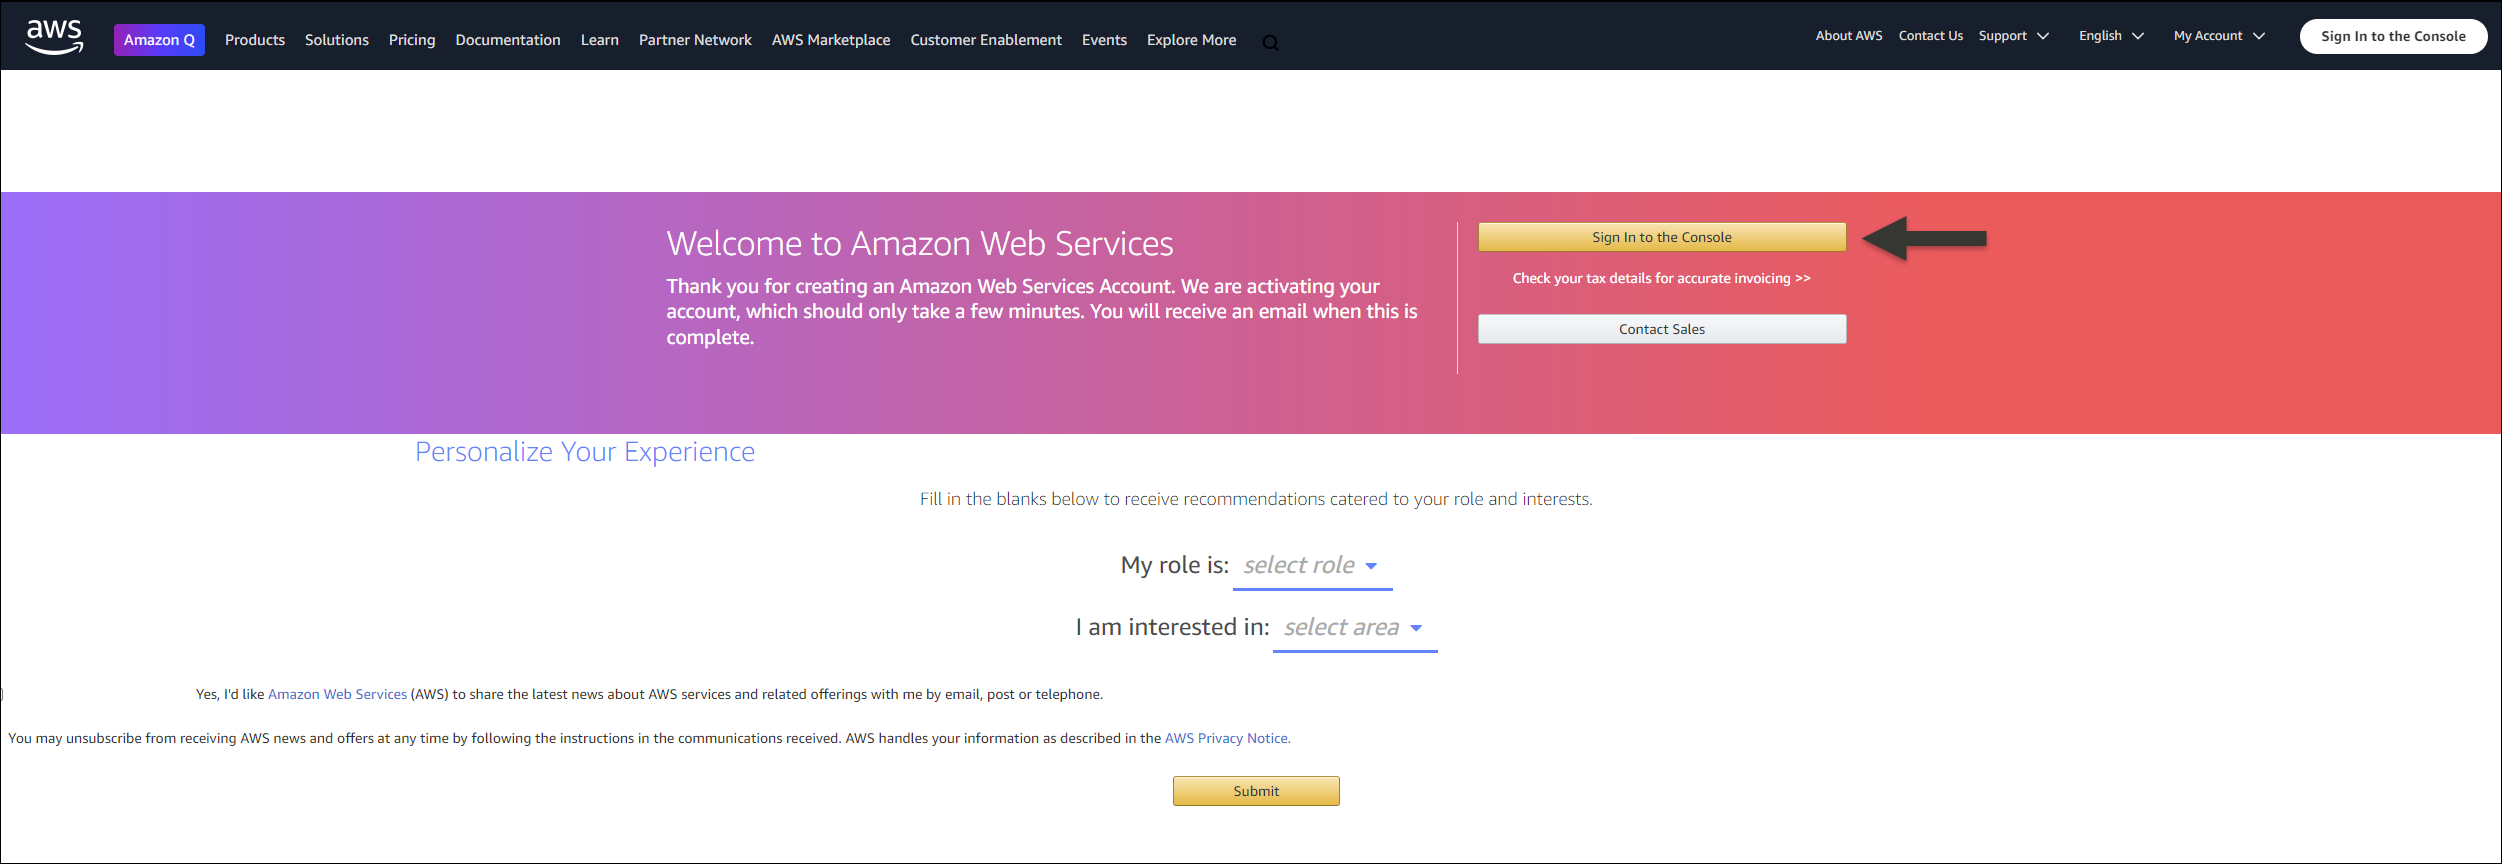 aws
Amazon Q Products Solutions Pricing Documentation Learn Partner Network AWS Marketplace Customer Enablement Events Explore More
About AWS Contact Us Support English My Account Sign In to the Console
Welcome to Amazon Web Services
Thank you for creating an Amazon Web Services Account. We are activating your
account, which should only take a few minutes. You will receive an email when this is
complete.
Sign In to the Console
Check your tax details for accurate invoicing >>
Contact Sales
Personalize Your Experience
Fill in the blanks below to receive recommendations catered to your role and interests.
My role is: select role
I am interested in: select area
Yes, I'd like Amazon Web Services (AWS) to share the latest news about AWS services and related offerings with me by email, post or telephone.
You may unsubscribe from receiving AWS news and offers at any time by following the instructions in the communications received. AWS handles your information as described in the AWS Privacy Notice.
Submit